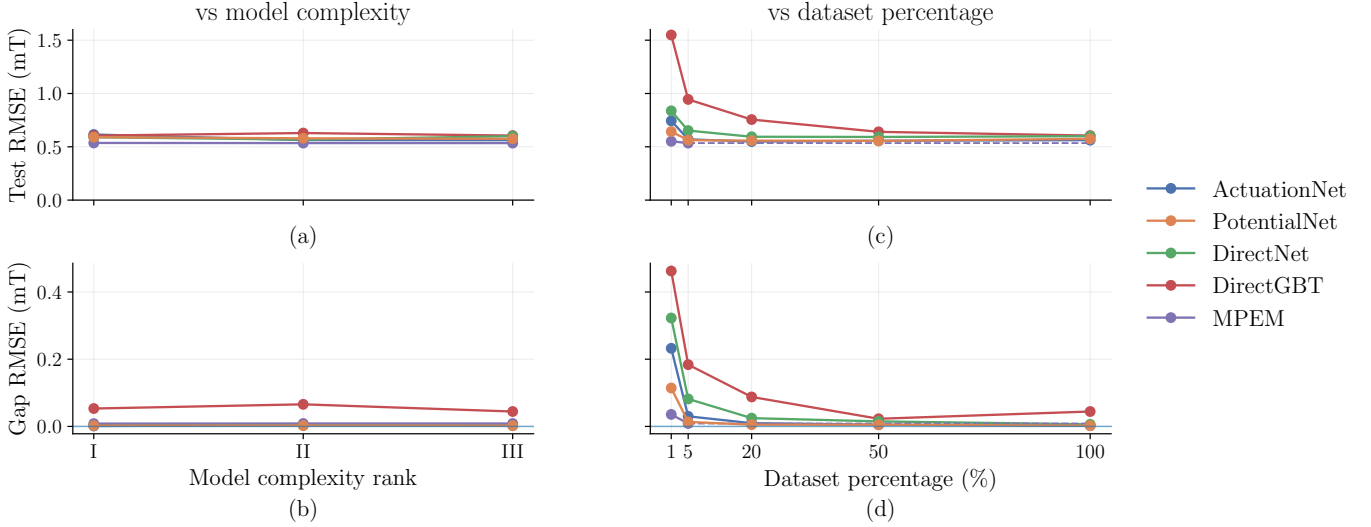 vs model complexity
vs dataset percentage
Test RMSE (mT)
1.5
1.0
0.5
0.0
(a)
(c)
ActuationNet
PotentialNet
DirectNet
DirectGBT
MPEM
Gap RMSE (mT)
0.4
0.2
0.0
I
II
III
1
5
20
50
100
Model complexity rank
Dataset percentage (%)
(b)
(d)